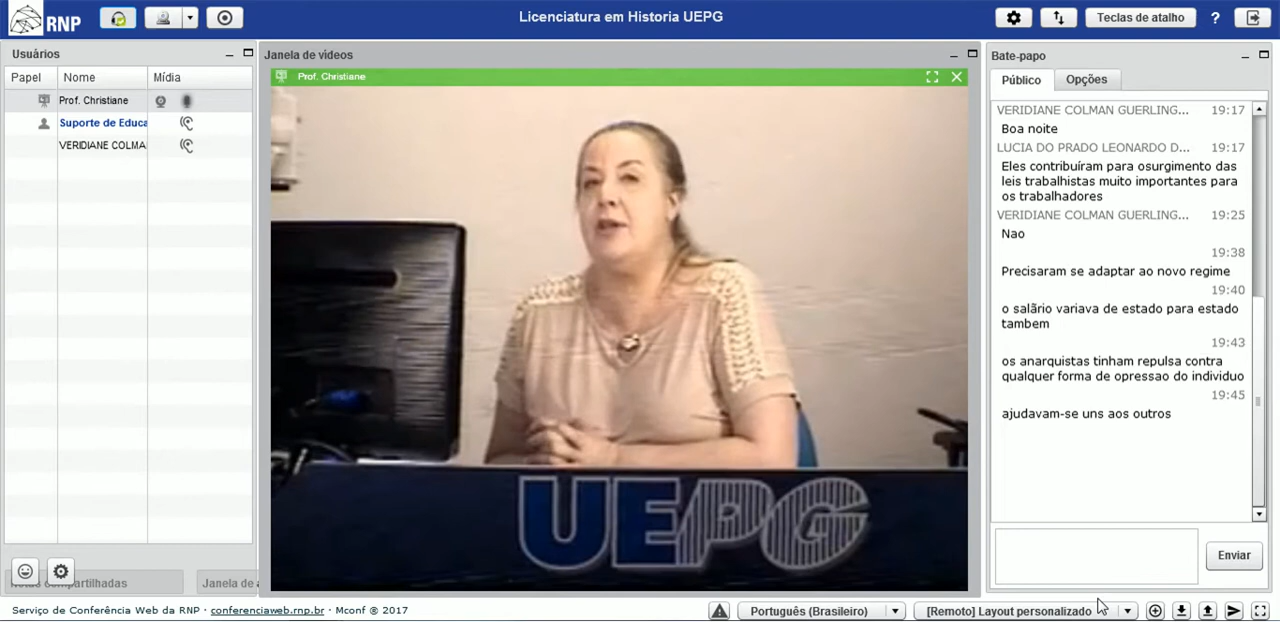 RNP
Licenciatura em Historia UEPG
Teclas de atalho
?
Usuários
Papel Nome Mídia
Prof. Christiane
Suporte de Educa
VERIDIANE COLMA
Janela de vídeos
Prof. Christiane
UEPG
Bate-papo
Público Opções
VERIDIANE COLMAN GUERLING... 19:17
Boa noite
LUCIA DO PRADO LEONARDO D... 19:17
Eles contribuíram para osurgimento das
leis trabalhistas muito importantes para
os trabalhadores
VERIDIANE COLMAN GUERLING... 19:25
Nao
19:38
Precisaram se adaptar ao novo regime
19:40
o salãrio variava de estado para estado
tambem
19:43
os anarquistas tinham repulsa contra
qualquer forma de opressao do individuo
19:45
ajudavam-se uns aos outros
Enviar
compartilhadas
Janela de
Serviço de Conferência Web da RNP · conferenciaweb.rnp.br · Mconf ® 2017
Português (Brasileiro)
[Remoto] Layout personalizado